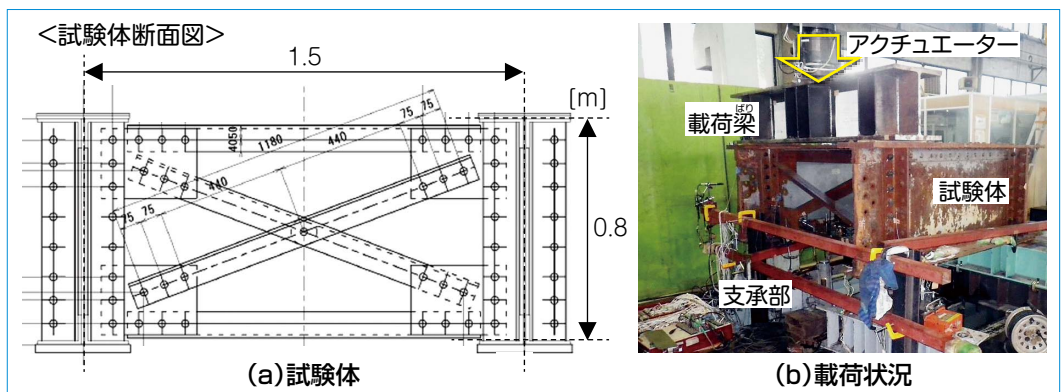 <試験体断面図>
1.5
[m]
0.8
75 75
440
1180
4050
440
75 75
(a)試験体
アクチュエーター
載荷梁
ばり
試験体
支承部
(b)載荷状況